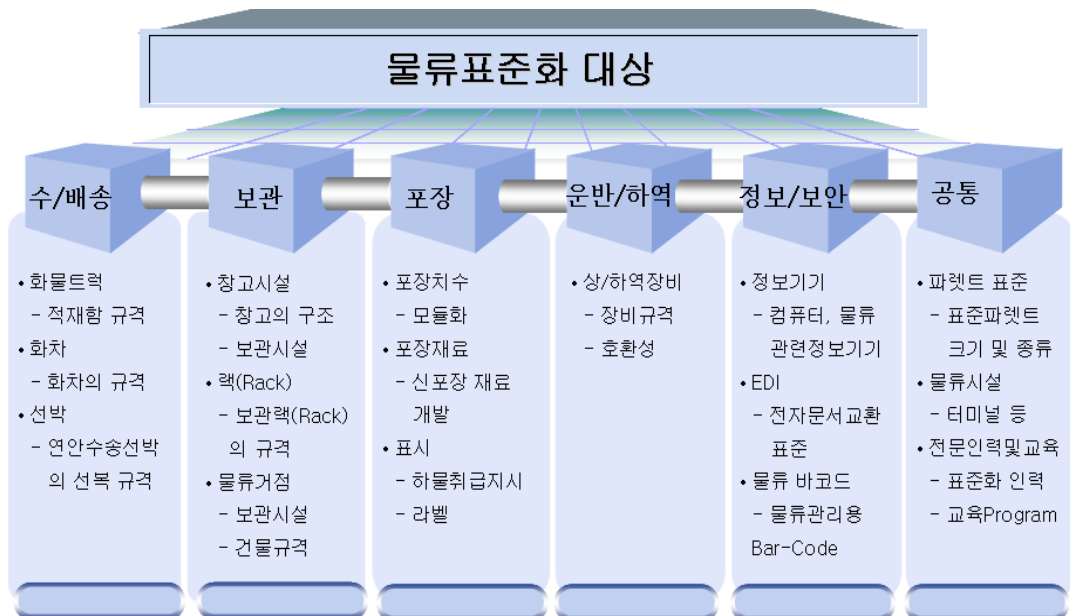 물류표준화 대상
수/배송
• 화물트럭
- 적재함 규격
• 화차
- 화차의 규격
• 선박
- 연안수송선박
의 선복 규격
보관
• 창고시설
- 창고의 구조
- 보관시설
• 랙(Rack)
- 보관랙(Rack)
의 규격
• 물류거점
- 보관시설
- 건물규격
포장
• 포장치수
- 모듈화
• 포장재료
- 신포장 재료
개발
• 표시
- 하물취급지시
- 라벨
운반/하역
• 상/하역장비
- 장비규격
- 호환성
정보/보안
• 정보기기
- 컴퓨터, 물류
관련정보기기
• EDI
- 전자문서교환
표준
• 물류 바코드
- 물류관리용
Bar-Code
공통
• 파렛트 표준
- 표준파렛트
크기 및 종류
• 물류시설
- 터미널 등
• 전문인력및교육
- 표준화 인력
- 교육Program